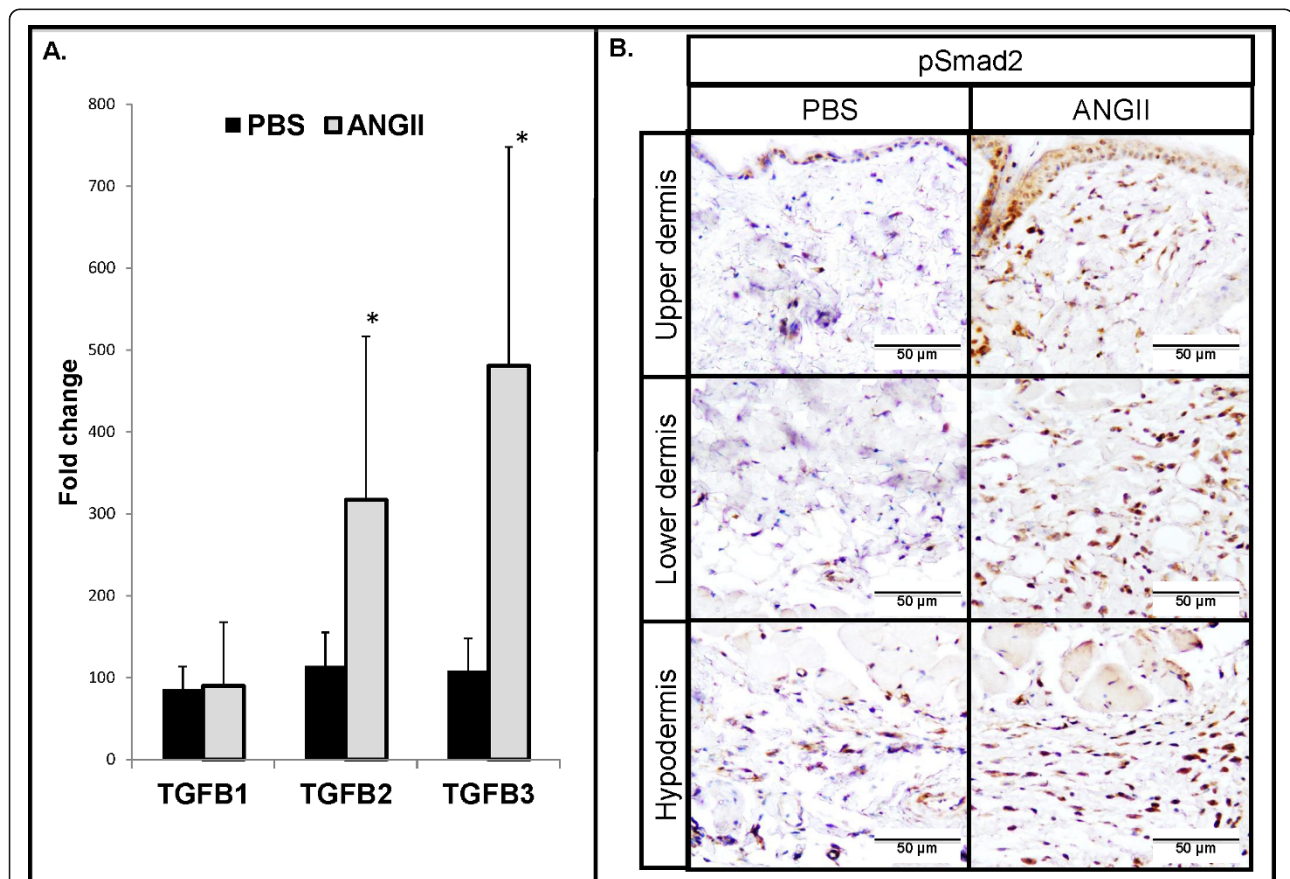 A.
800
700
600
500
400
300
200
100
0
Fold change
PBS ANGII
*
*
TGFB1 TGFB2 TGFB3
B.
pSmad2
PBS ANGII
Upper dermis
50 µm
50 µm
Lower dermis
50 µm
50 µm
Hypodermis
50 µm
50 µm